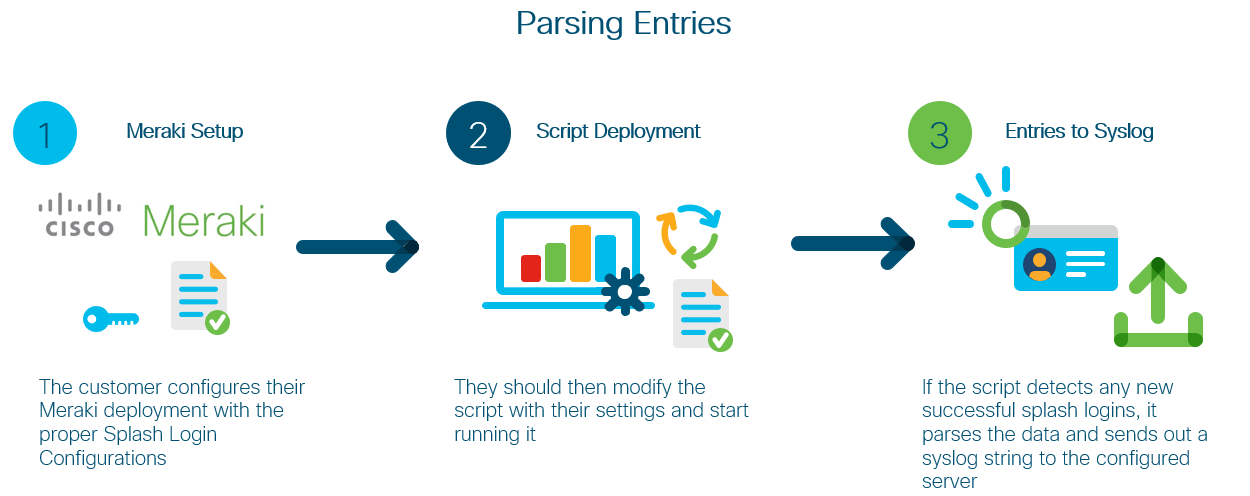 Parsing Entries
1
Meraki Setup
CISCO Meraki
The customer configures their
Meraki deployment with the
proper Splash Login
Configurations
2
Script Deployment
They should then modify the
script with their settings and start
running it
3
Entries to Syslog
If the script detects any new
successful splash logins, it
parses the data and sends out a
syslog string to the configured
server